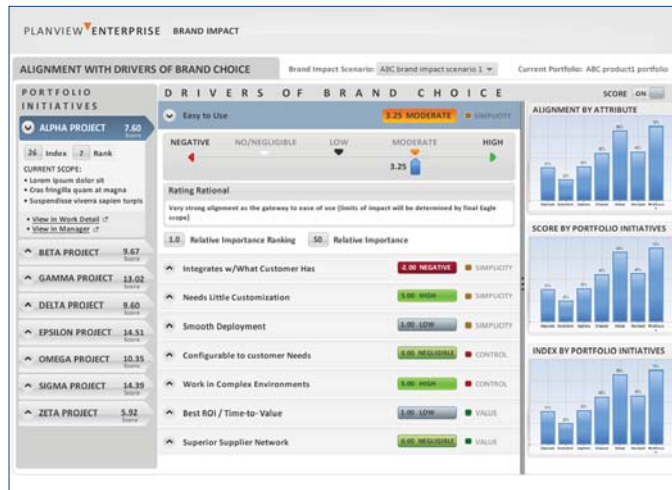 PLANVIEW ENTERPRISE BRAND IMPACT
ALIGNMENT WITH DRIVERS OF BRAND CHOICE
Brand Impact Scenario: ABC brand impact scenario 1
Current Portfolio: ABC product1 portfolio
PORTFOLIO
INITIATIVES
ALPHA PROJECT 7.60
Score
26 Index 7 Rank
CURRENT SCOPE:
• Lorem ipsum dolor sit
• Cras fringilla quam at magna
• Suspendisse viverra sapien turpis
• View in Work Detail
• View in Manager
BETA PROJECT 9.67
Score
GAMMA PROJECT 13.02
Score
DELTA PROJECT 9.60
Score
EPSILON PROJECT 14.51
Score
OMEGA PROJECT 10.35
Score
SIGMA PROJECT 14.39
Score
ZETA PROJECT 5.92
Score
DRIVERS OF BRAND CHOICE
Easy to Use 3.25 MODERATE SIMPLICITY
NEGATIVE NO/NEGLIGIBLE LOW MODERATE HIGH
3.25
Rating Rational
Very strong alignment as the gateway to ease of use (limits of impact will be determined by final Eagle
scope)
1.0 Relative Importance Ranking 50 Relative Importance
Integrates w/What Customer Has -2.00 NEGATIVE SIMPLICITY
Needs Little Customization 5.00 HIGH SIMPLICITY
Smooth Deployment 1.00 LOW SIMPLICITY
Configurable to customer Needs 0.00 NEGLIGIBLE CONTROL
Work in Complex Environments 5.00 HIGH CONTROL
Best ROI / Time-to- Value 1.00 LOW VALUE
Superior Supplier Network 0.00 NEGLIGIBLE VALUE
SCORE ON
ALIGNMENT BY ATTRIBUTE
SCORE BY PORTFOLIO INITIATIVES
INDEX BY PORTFOLIO INITIATIVES